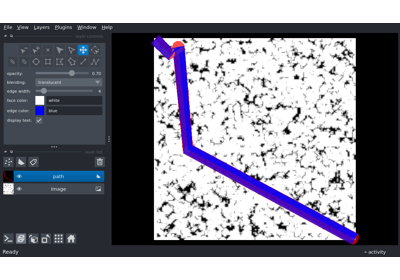 File View Layers Plugins Window Help
opacity: 0.70
blending: translucent
edge width:
face color: white
edge color: blue
display text:
path
Image
Ready
activity